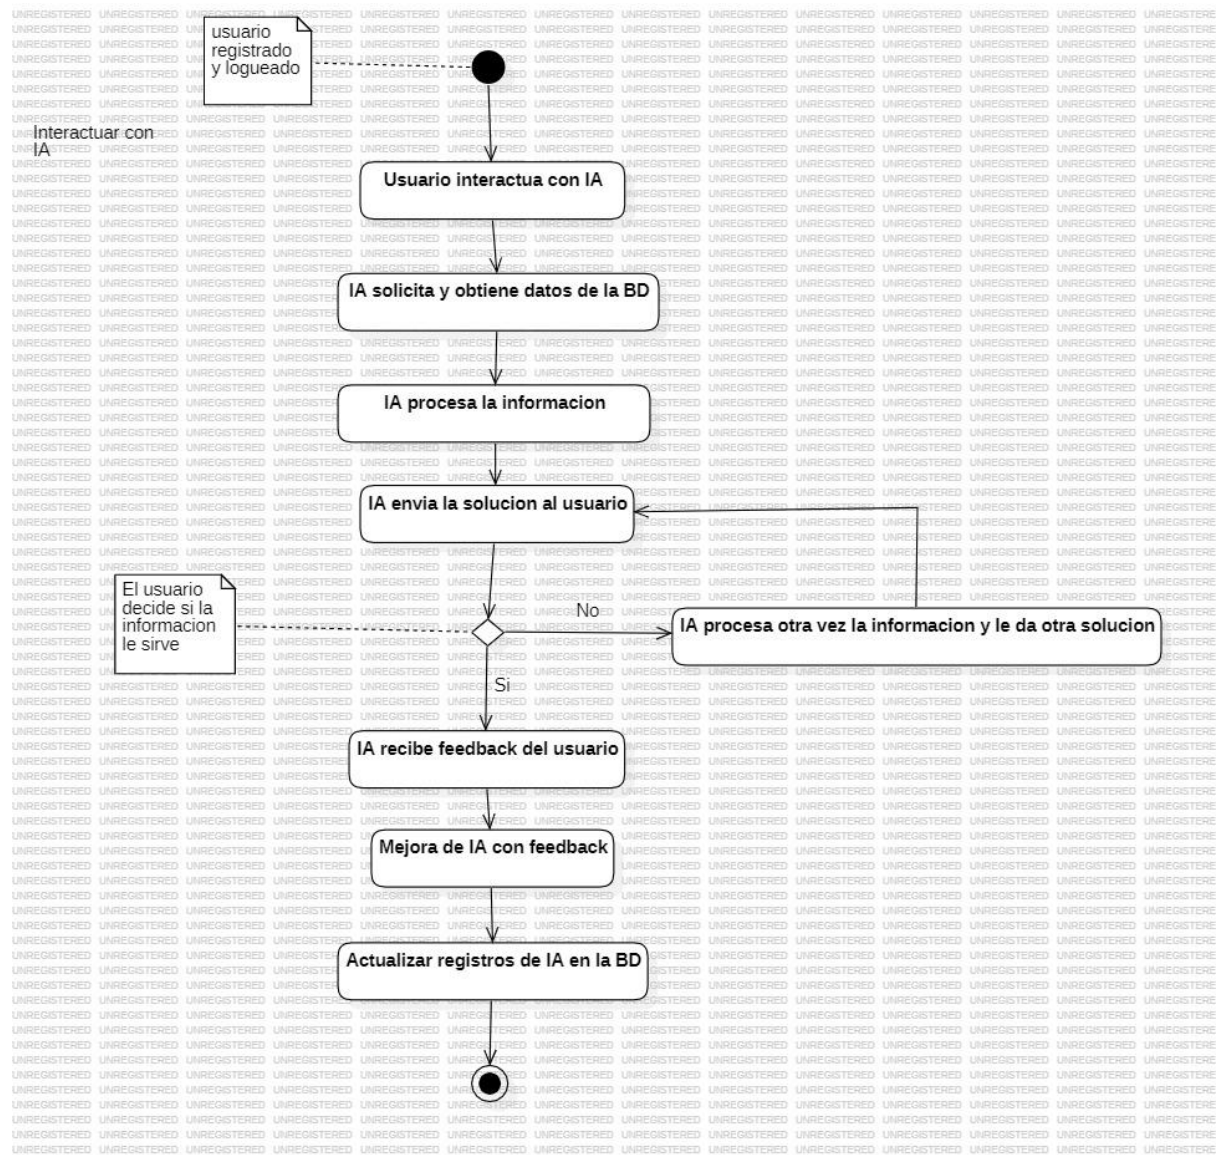 usuario
registrado
y logueado
Interactuar con
IA
Usuario interactua con IA
IA solicita y obtiene datos de la BD
IA procesa la informacion
IA envia la solucion al usuario
El usuario
decide si la
informacion
le sirve
No
IA procesa otra vez la informacion y le da otra solucion
Si
IA recibe feedback del usuario
Mejora de IA con feedback
Actualizar registros de IA en la BD
UNREGISTERED